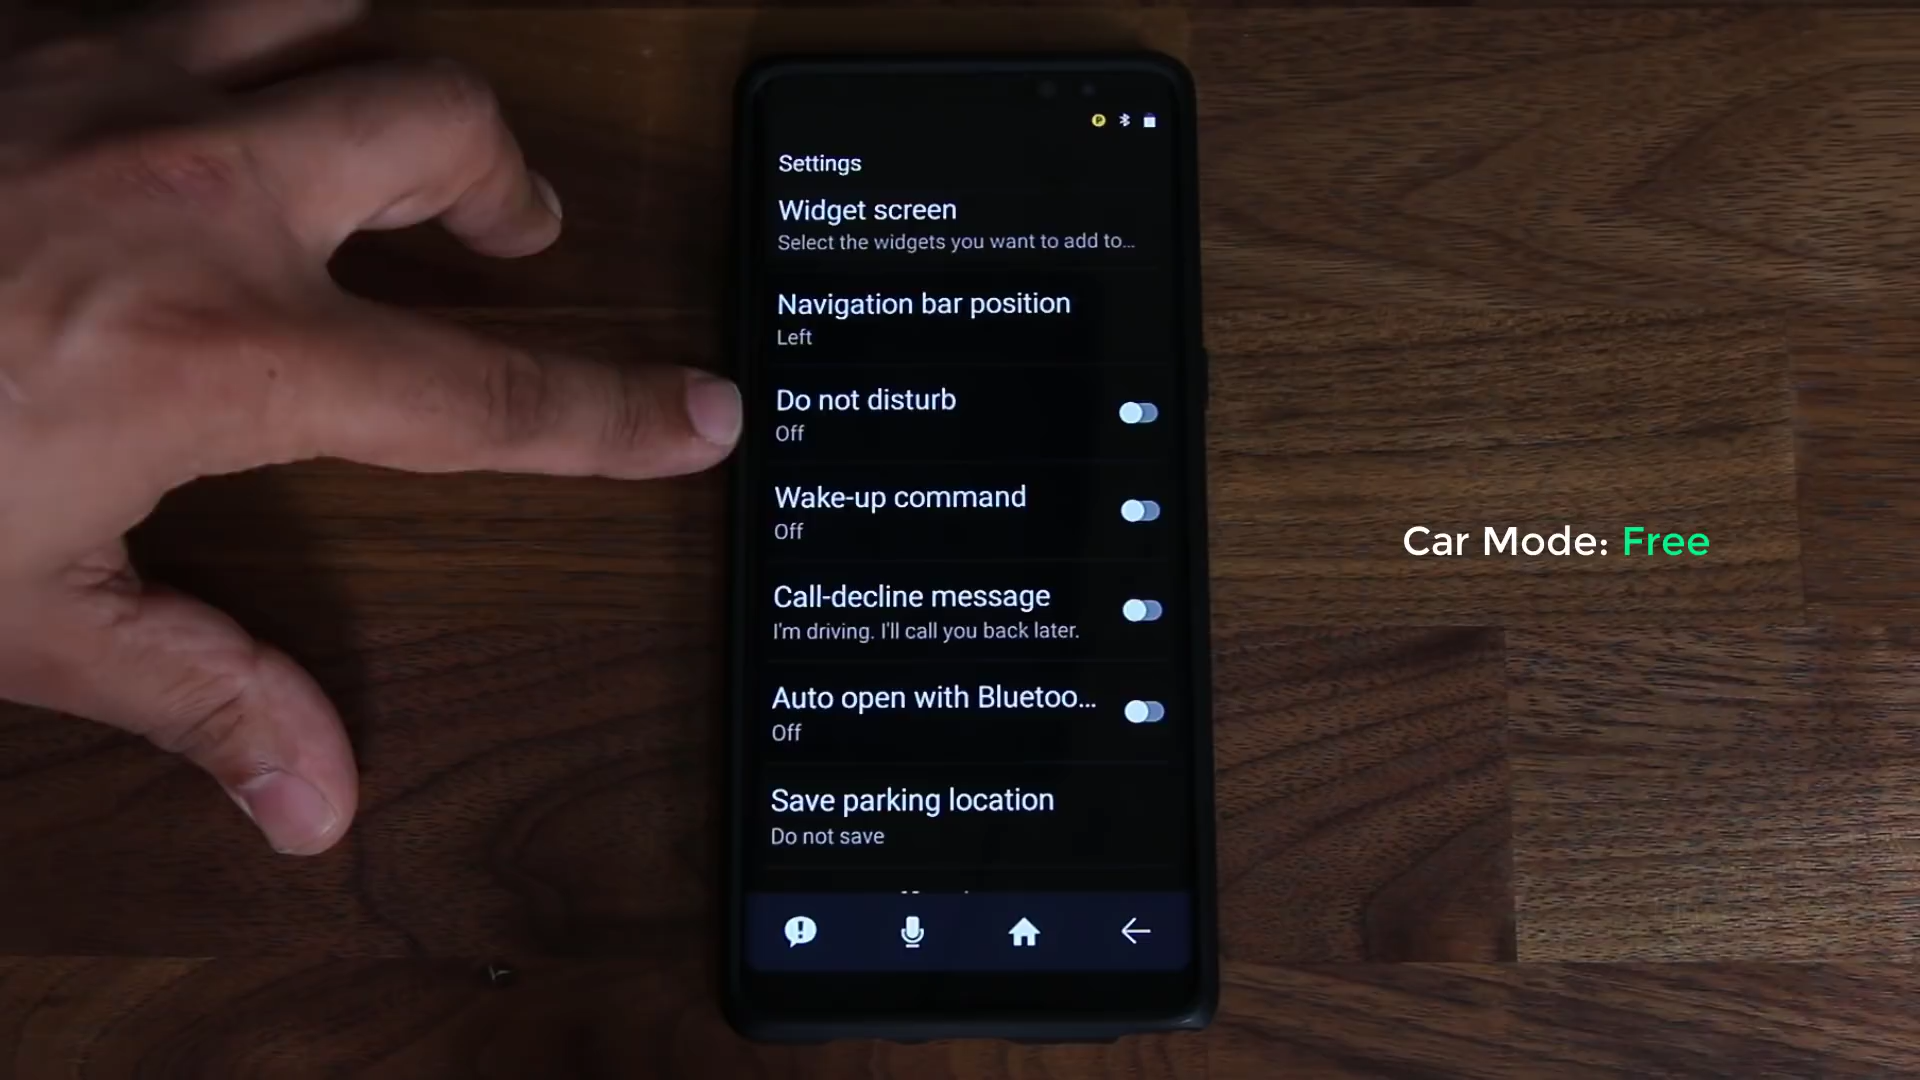 Settings
Widget screen
Select the widgets you want to add to...
Navigation bar position
Left
Do not disturb
Off
Wake-up command
Off
Call-decline message
I'm driving. I'll call you back later.
Auto open with Bluetoo...
Off
Save parking location
Do not save
Car Mode: Free